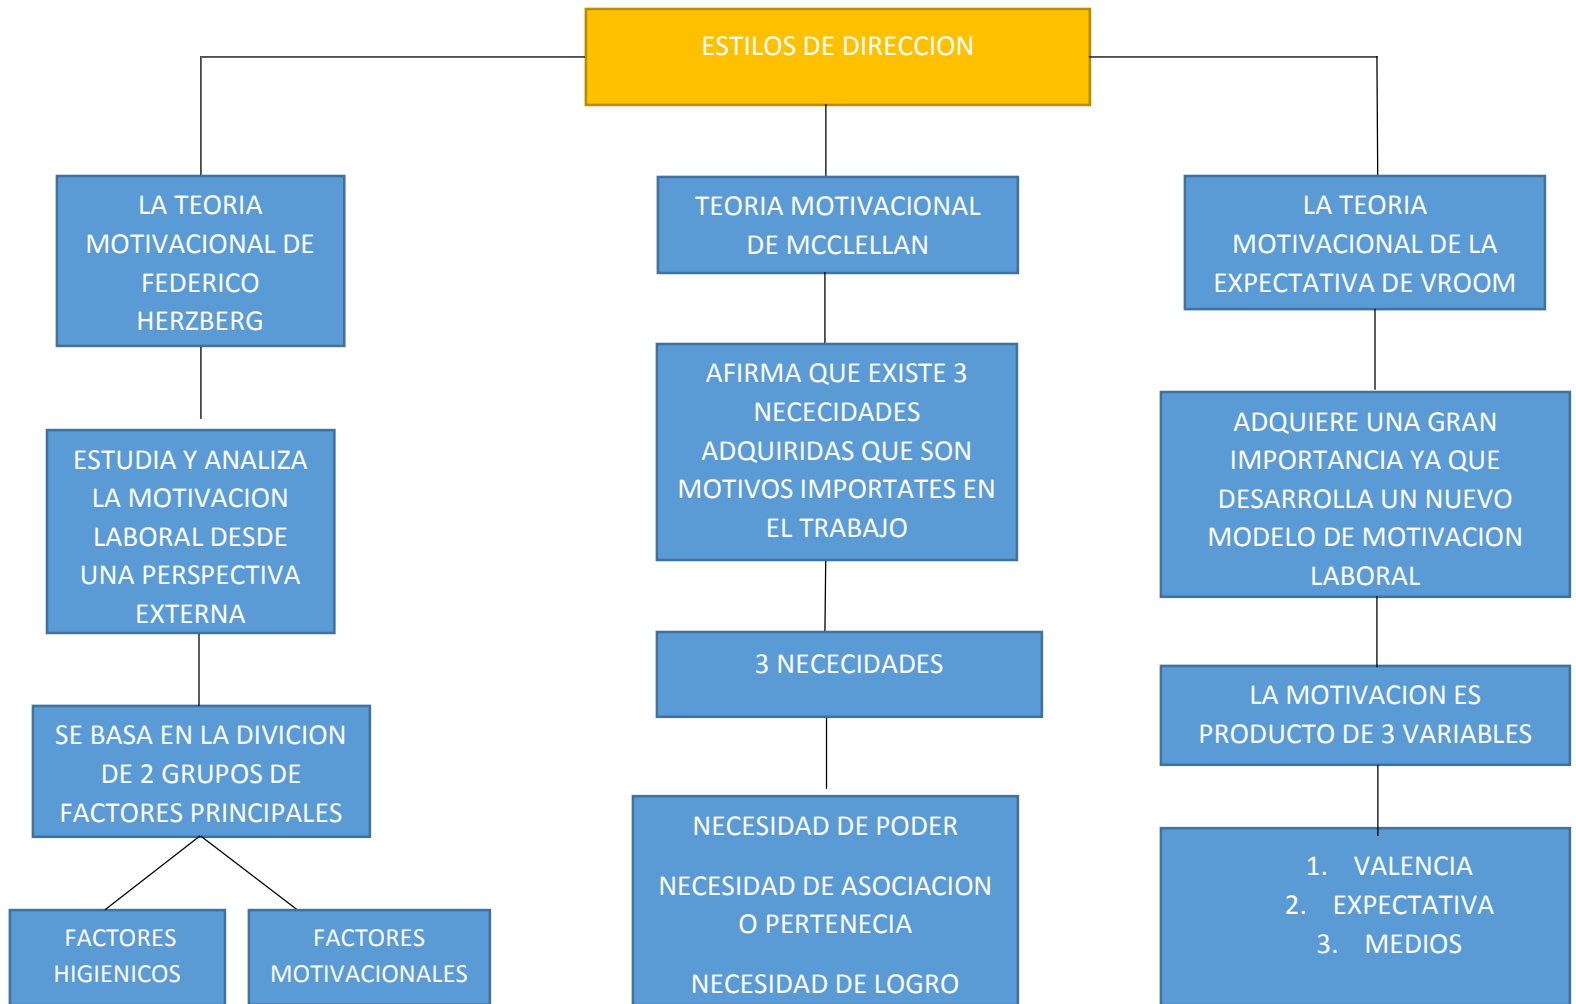 ESTILOS DE DIRECCION
LA TEORIA
MOTIVACIONAL DE
FEDERICO
HERZBERG
ESTUDIA Y ANALIZA
LA MOTIVACION
LABORAL DESDE
UNA PERSPECTIVA
EXTERNA
SE BASA EN LA DIVICION
DE 2 GRUPOS DE
FACTORES PRINCIPALES
FACTORES
HIGIENICOS
FACTORES
MOTIVACIONALES
TEORIA MOTIVACIONAL
DE MCCLELLAN
AFIRMA QUE EXISTE 3
NECECIDADES
ADQUIRIDAS QUE SON
MOTIVOS IMPORTATES EN
EL TRABAJO
3 NECECIDADES
NECESIDAD DE PODER
NECESIDAD DE ASOCIACION
O PERTENECIA
NECESIDAD DE LOGRO
LA TEORIA
MOTIVACIONAL DE LA
EXPECTATIVA DE VROOM
ADQUIERE UNA GRAN
IMPORTANCIA YA QUE
DESARROLLA UN NUEVO
MODELO DE MOTIVACION
LABORAL
LA MOTIVACION ES
PRODUCTO DE 3 VARIABLES
1. VALENCIA
2. EXPECTATIVA
3. MEDIOS